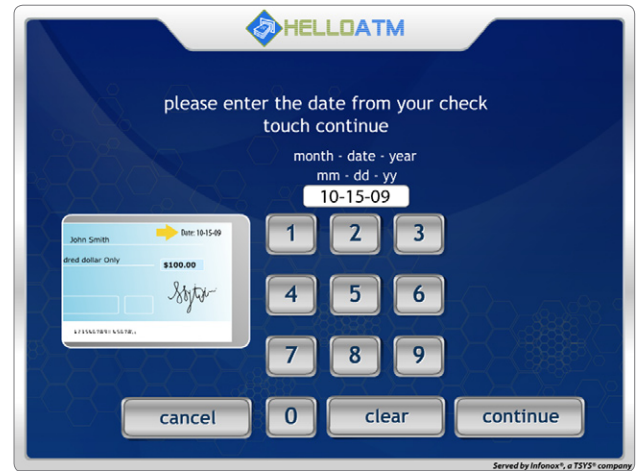 HELLOATM
please enter the date from your check
touch continue
month - date - year
mm - dd - yy
10-15-09
Date: 10-15-09
John Smith
dred dollar Only
$100.00
1 2 3
4 5 6
7 8 9
cancel 0 clear continue
Served by Infonox®, a TSYS® company